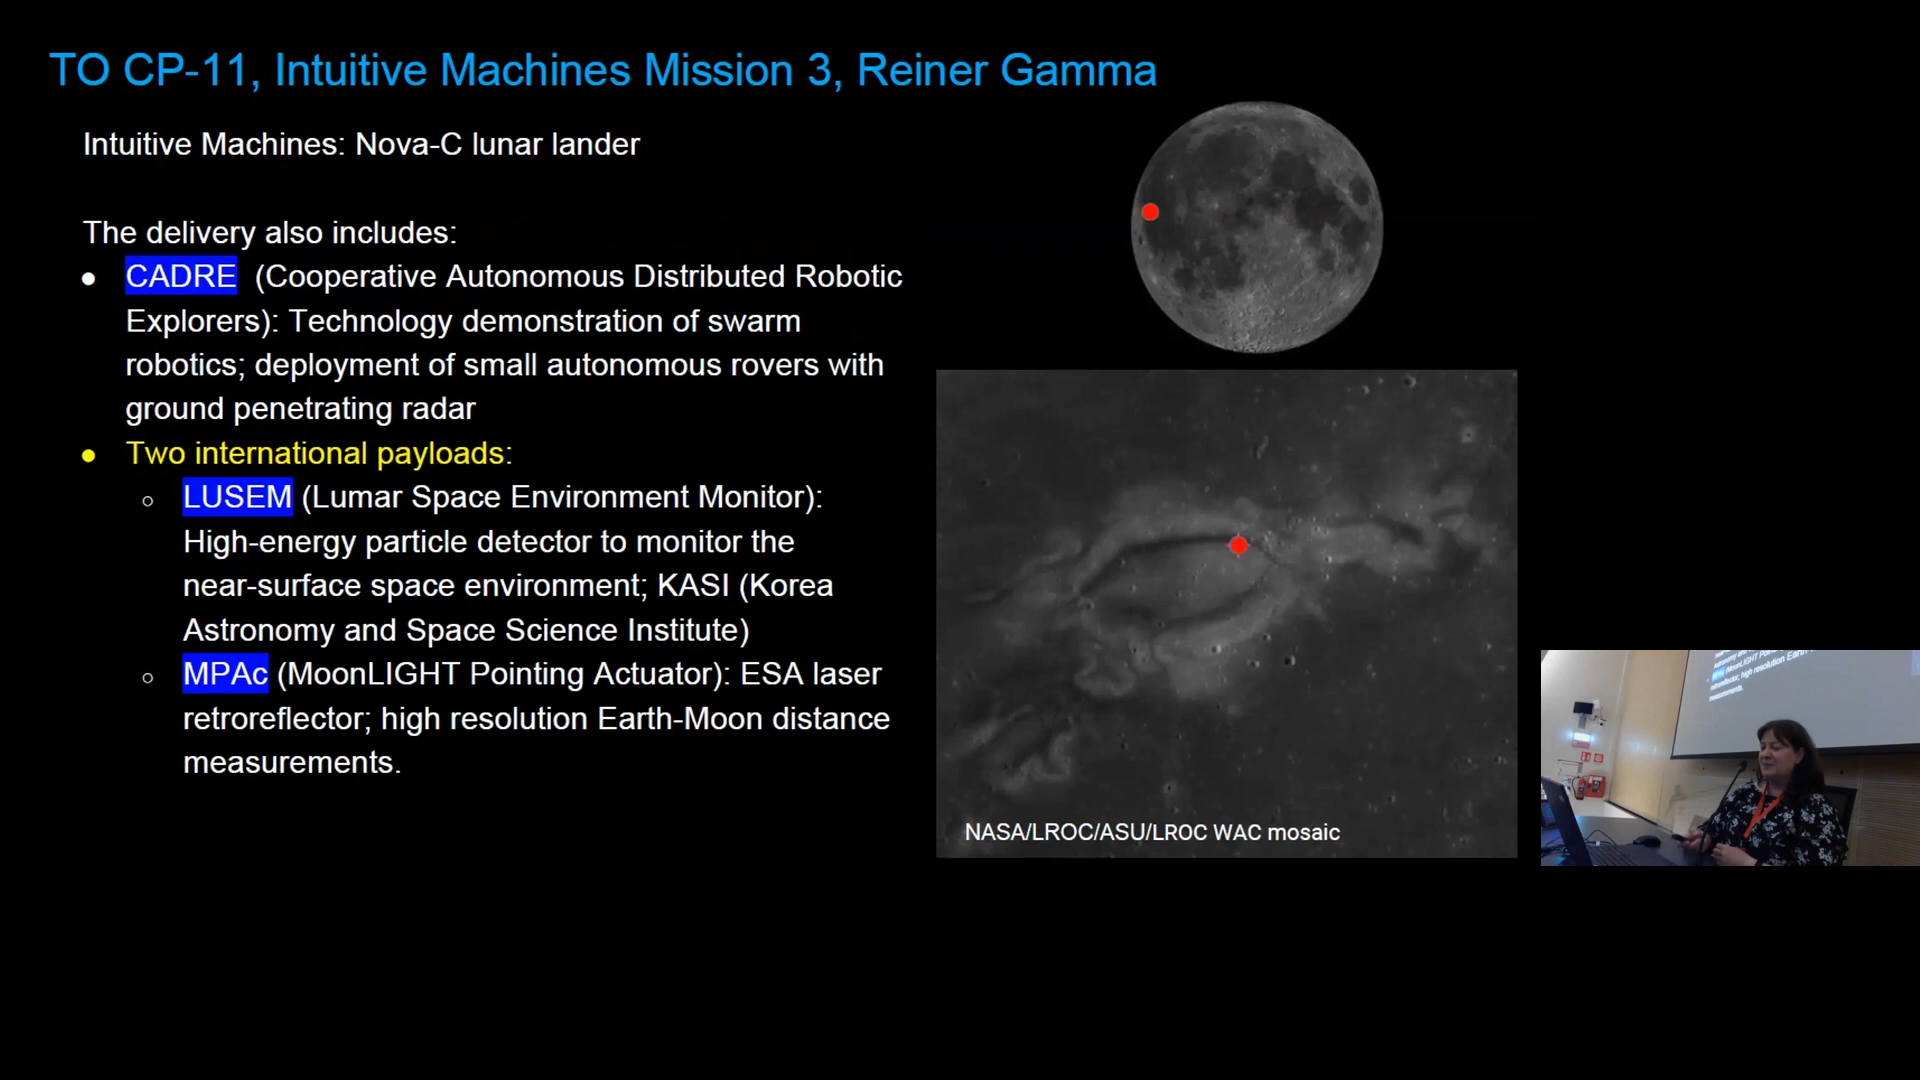 TO CP-11, Intuitive Machines Mission 3, Reiner Gamma
Intuitive Machines: Nova-C lunar lander
The delivery also includes:
● CADRE (Cooperative Autonomous Distributed Robotic
Explorers): Technology demonstration of swarm
robotics; deployment of small autonomous rovers with
ground penetrating radar
● Two international payloads:
○ LUSEM (Lumar Space Environment Monitor):
High-energy particle detector to monitor the
near-surface space environment; KASI (Korea
Astronomy and Space Science Institute)
○ MPAc (MoonLIGHT Pointing Actuator): ESA laser
retroreflector; high resolution Earth-Moon distance
measurements.
NASA/LROC/ASU/LROC WAC mosaic